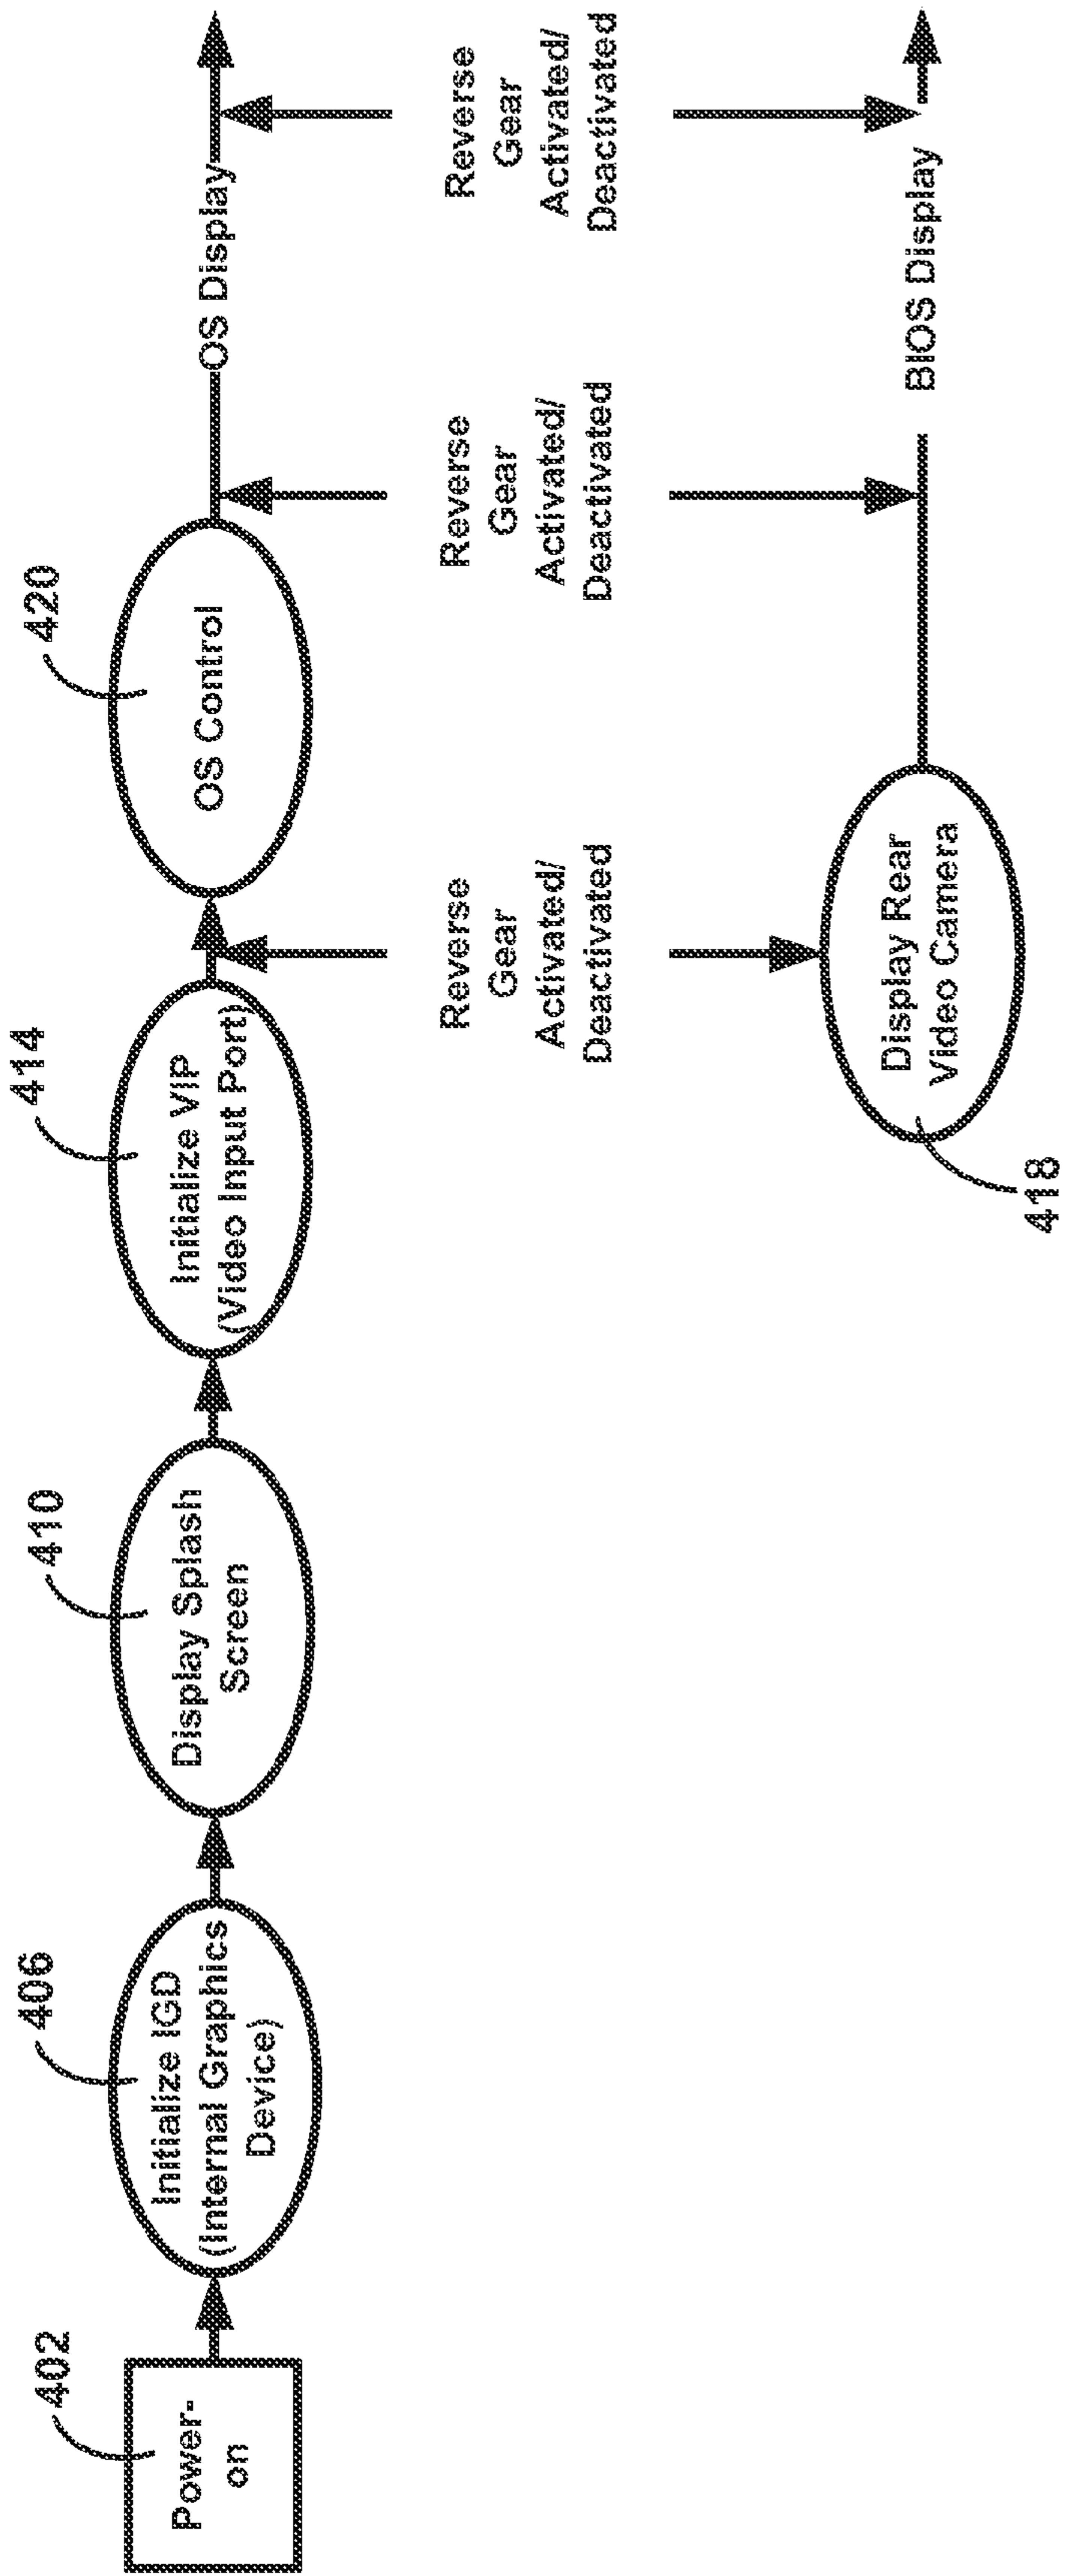 402
Power-
on
406
Initialize IGD
(Internal Graphics
Device)
410
Display Splash
Screen
414
Initialize VIP
(Video Input Port)
420
OS Control
OS Display
Reverse
Gear
Activated/
Deactivated
Reverse
Gear
Activated/
Deactivated
Reverse
Gear
Activated/
Deactivated
418
Display Rear
Video Camera
BIOS Display